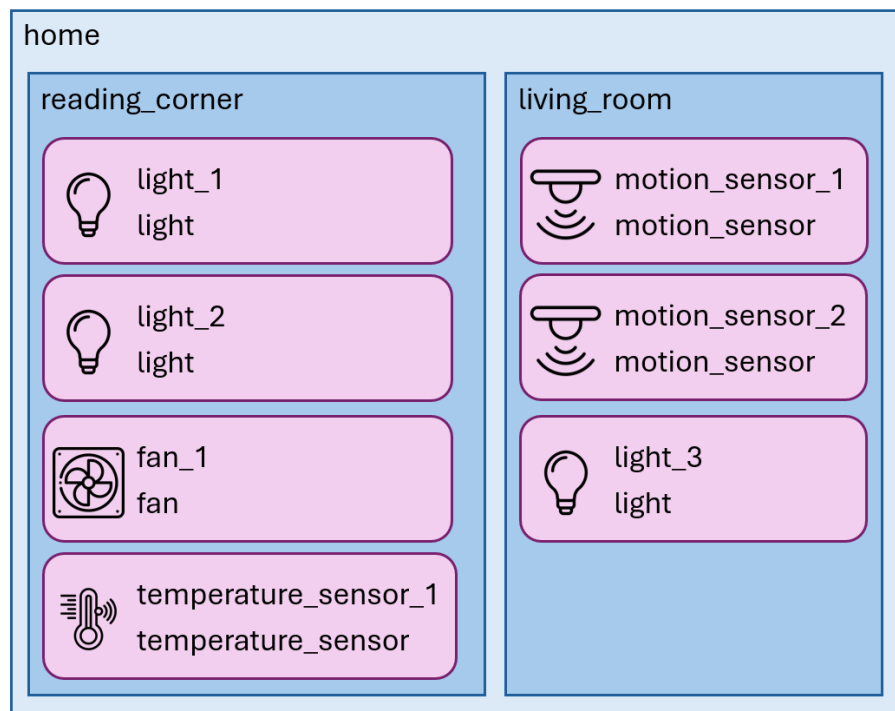 home
reading_corner
light_1
light
light_2
light
fan_1
fan
temperature_sensor_1
temperature_sensor
living_room
motion_sensor_1
motion_sensor
motion_sensor_2
motion_sensor
light_3
light